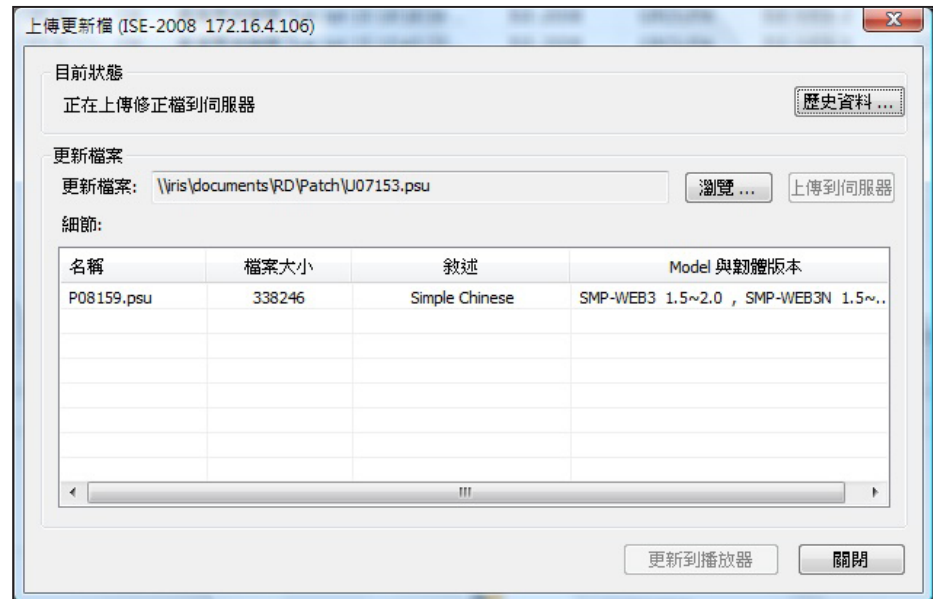 上傳更新檔 (ISE-2008 172.16.4.106)
目前狀態
正在上傳修正檔到伺服器
歷史資料 ...
更新檔案
更新檔案: \\iris\documents\RD\Patch\U07153.psu 瀏覽 ... 上傳到伺服器
細節:
名稱 檔案大小 敘述 Model 與韌體版本
P08159.psu 338246 Simple Chinese SMP-WEB3 1.5~2.0 , SMP-WEB3N 1.5~..
更新到播放器 關閉